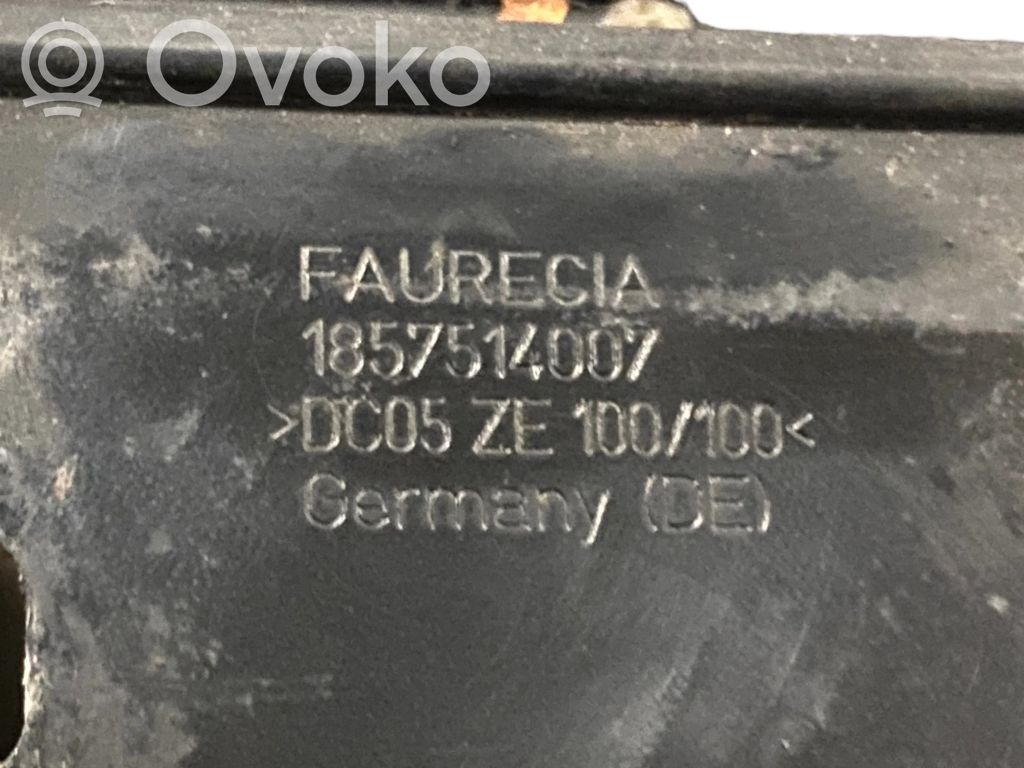 Ovoko
FAURECIA
1857514007
>DC05 ZE 100/100<
Germany (DE)